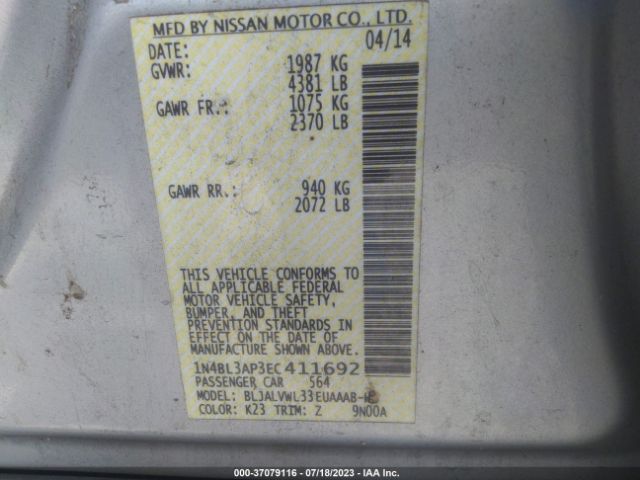 MFD BY NISSAN MOTOR CO., LTD.
DATE: 04/14
GVWR: 1987 KG
4381 LB
GAWR FR.: 1075 KG
2370 LB
GAWR RR.: 940 KG
2072 LB
THIS VEHICLE CONFORMS TO
ALL APPLICABLE FEDERAL
MOTOR VEHICLE SAFETY,
BUMPER, AND THEFT
PREVENTION STANDARDS IN
EFFECT ON THE DATE OF
MANUFACTURE SHOWN ABOVE.
1N4BL3AP3EC411692
PASSENGER CAR 564
MODEL:
COLOR: K23 TRIM: Z 9N00A
000-37079116 - 07/18/2023 - IAA Inc.